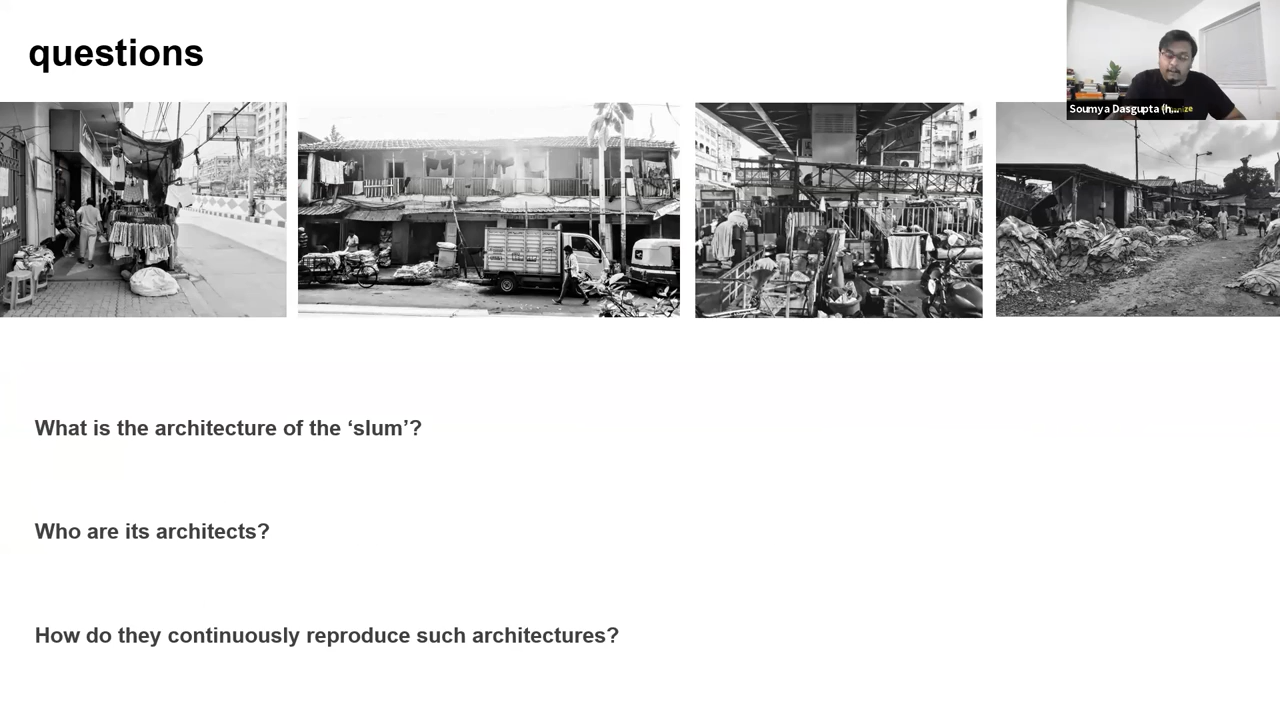 questions
Soumya Dasgupta (h...
What is the architecture of the ‘slum’?
Who are its architects?
How do they continuously reproduce such architectures?